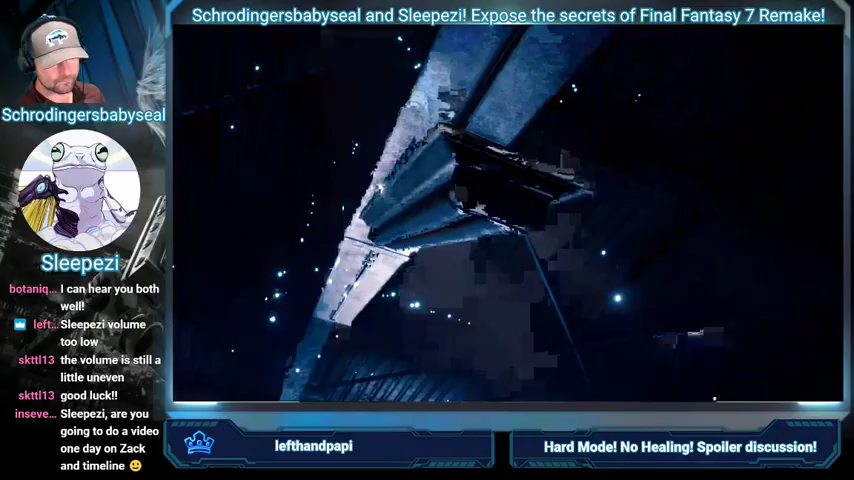 Schrodingersbabyseal and Sleepezi! Expose the secrets of Final Fantasy 7 Remake!
Schrodingersbabyseal
Sleepezi
botaniq... I can hear you both
well!
left... Sleepezi volume
too low
skttl13 the volume is still a
little uneven
skttl13 good luck!!
inseve... Sleepezi, are you
going to do a video
one day on Zack
and timeline 🙂
lefthandpapi
Hard Mode! No Healing! Spoiler discussion!